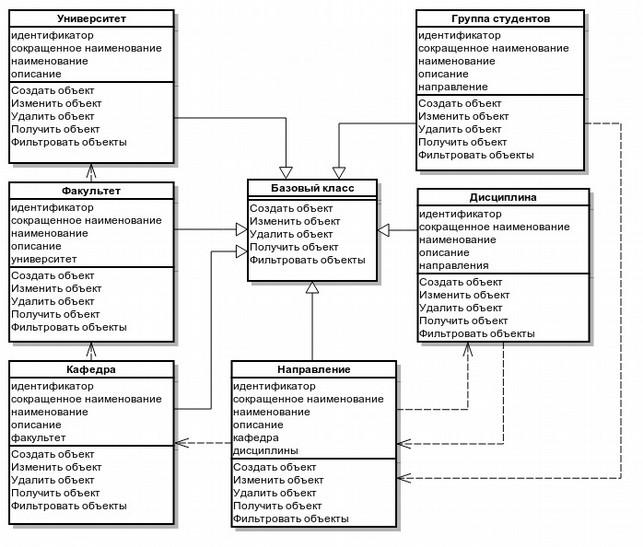 Университет
идентификатор
сокращенное наименование
наименование
описание
Создать объект
Изменить объект
Удалить объект
Получить объект
Фильтровать объекты
Факультет
идентификатор
сокращенное наименование
наименование
описание
университет
Создать объект
Изменить объект
Удалить объект
Получить объект
Фильтровать объекты
Кафедра
идентификатор
сокращенное наименование
наименование
описание
факультет
Создать объект
Изменить объект
Удалить объект
Получить объект
Фильтровать объекты
Базовый класс
Создать объект
Изменить объект
Удалить объект
Получить объект
Фильтровать объекты
Направление
идентификатор
сокращенное наименование
наименование
описание
кафедра
дисциплины
Создать объект
Изменить объект
Удалить объект
Получить объект
Фильтровать объекты
Группа студентов
идентификатор
сокращенное наименование
наименование
описание
направление
Создать объект
Изменить объект
Удалить объект
Получить объект
Фильтровать объекты
Дисциплина
идентификатор
сокращенное наименование
наименование
описание
направления
Создать объект
Изменить объект
Удалить объект
Получить объект
Фильтровать объекты